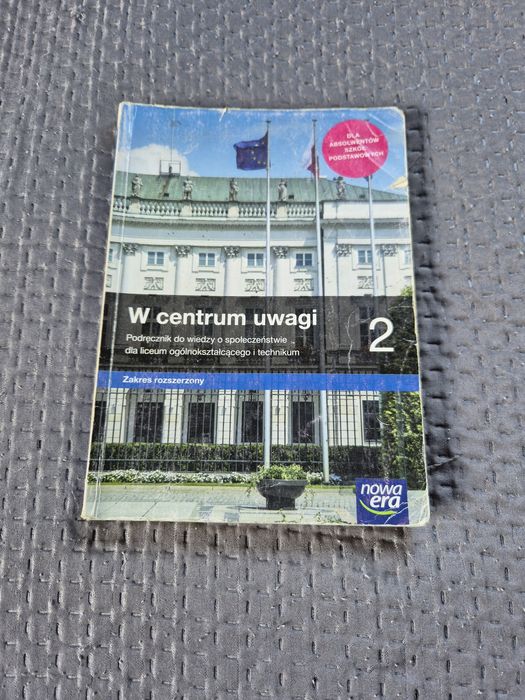 DLA
ABSOLWENTÓW
SZKÓŁ
PODSTAWOWYCH
W centrum uwagi
2
Podręcznik do wiedzy o społeczeństwie
dla liceum ogólnokształcącego i technikum
Zakres rozszerzony
nowa
era